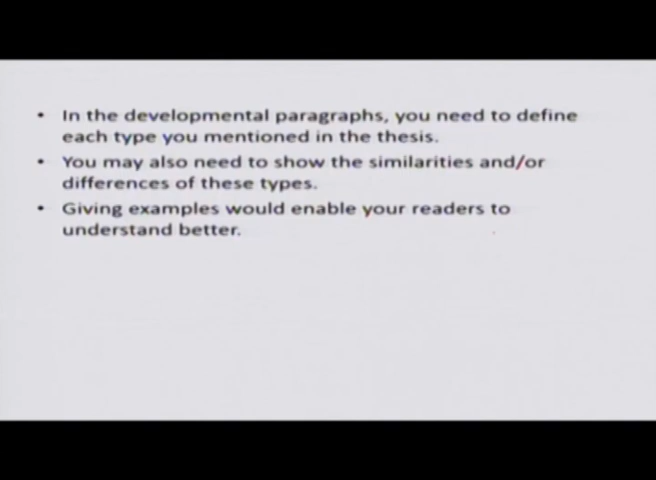 • In the developmental paragraphs, you need to define
each type you mentioned in the thesis.
• You may also need to show the similarities and/or
differences of these types.
• Giving examples would enable your readers to
understand better.